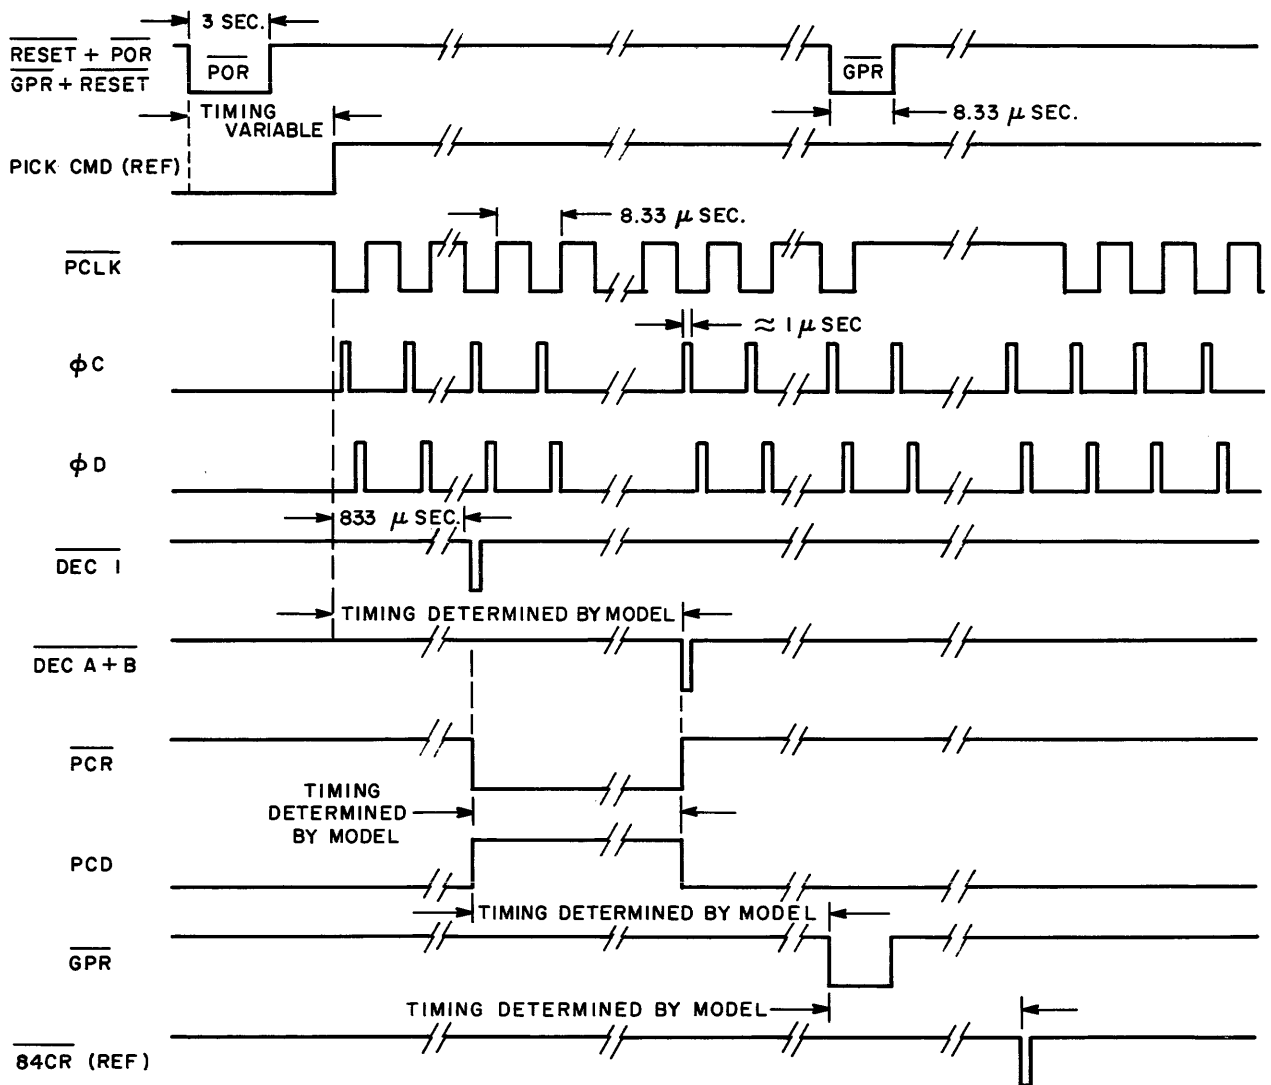 3 SEC.
RESET + POR
GPR + RESET
POR
GPR
TIMING
VARIABLE
8.33 μ SEC.
PICK CMD (REF)
8.33 μ SEC.
PCLK
≈ 1 μ SEC
φC
φD
833 μ SEC.
DEC 1
TIMING DETERMINED BY MODEL
DEC A + B
PCR
TIMING
DETERMINED
BY MODEL
PCD
TIMING DETERMINED BY MODEL
GPR
TIMING DETERMINED BY MODEL
84CR (REF)